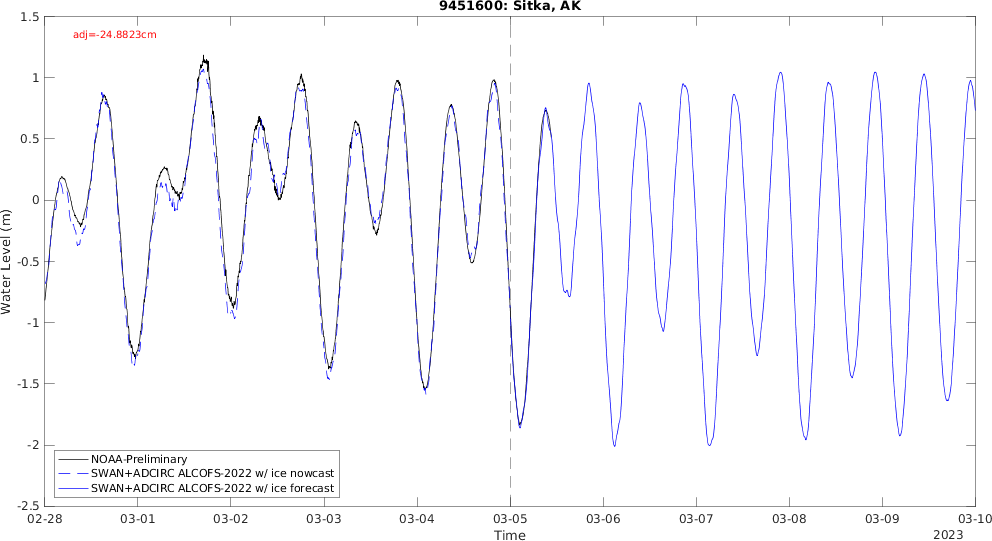 9451600: Sitka, AK
adj=-24.8823cm
1.5
1
0.5
0
-0.5
-1
-1.5
-2
-2.5
Water Level (m)
NOAA-Preliminary
SWAN+ADCIRC ALCOFS-2022 w/ ice nowcast
SWAN+ADCIRC ALCOFS-2022 w/ ice forecast
02-28 03-01 03-02 03-03 03-04 03-05 03-06 03-07 03-08 03-09 03-10
Time
2023